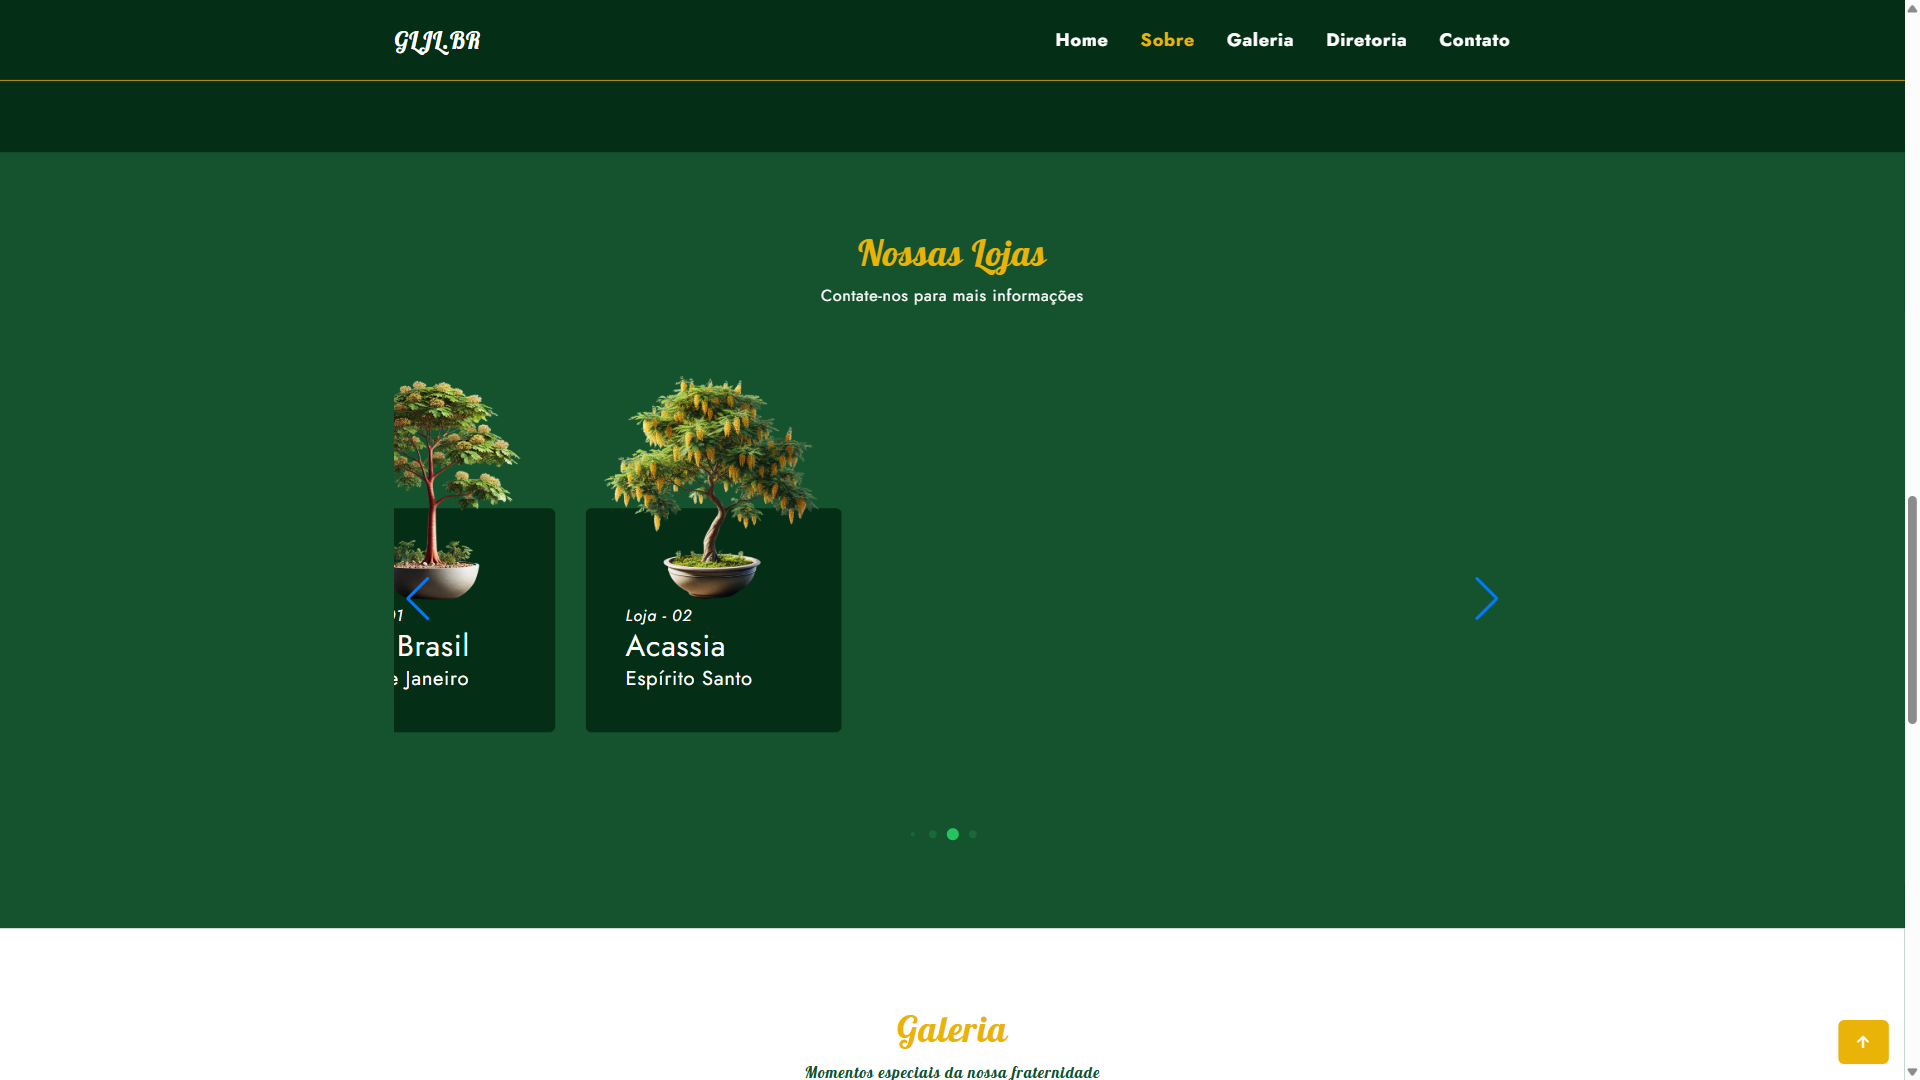 GLJL.BR
Home Sobre Galeria Diretoria Contato
Nossas Lojas
Contate-nos para mais informações
Brasil
Janeiro
Loja - 02
Acassia
Espírito Santo
Galeria
Momentos especiais da nossa fraternidade